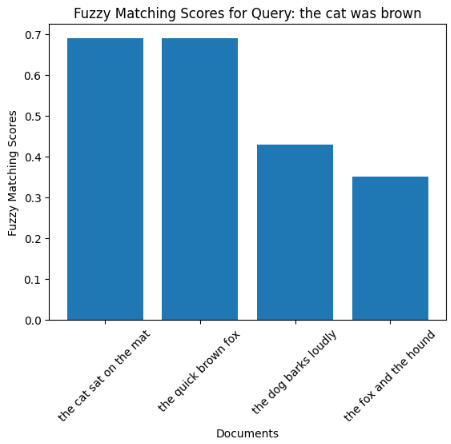 Fuzzy Matching Scores for Query: the cat was brown
0.7
0.6
0.5
0.4
0.3
0.2
0.1
0.0
Fuzzy Matching Scores
the cat sat on the mat
the quick brown fox
the dog barks loudly
the fox and the hound
Documents